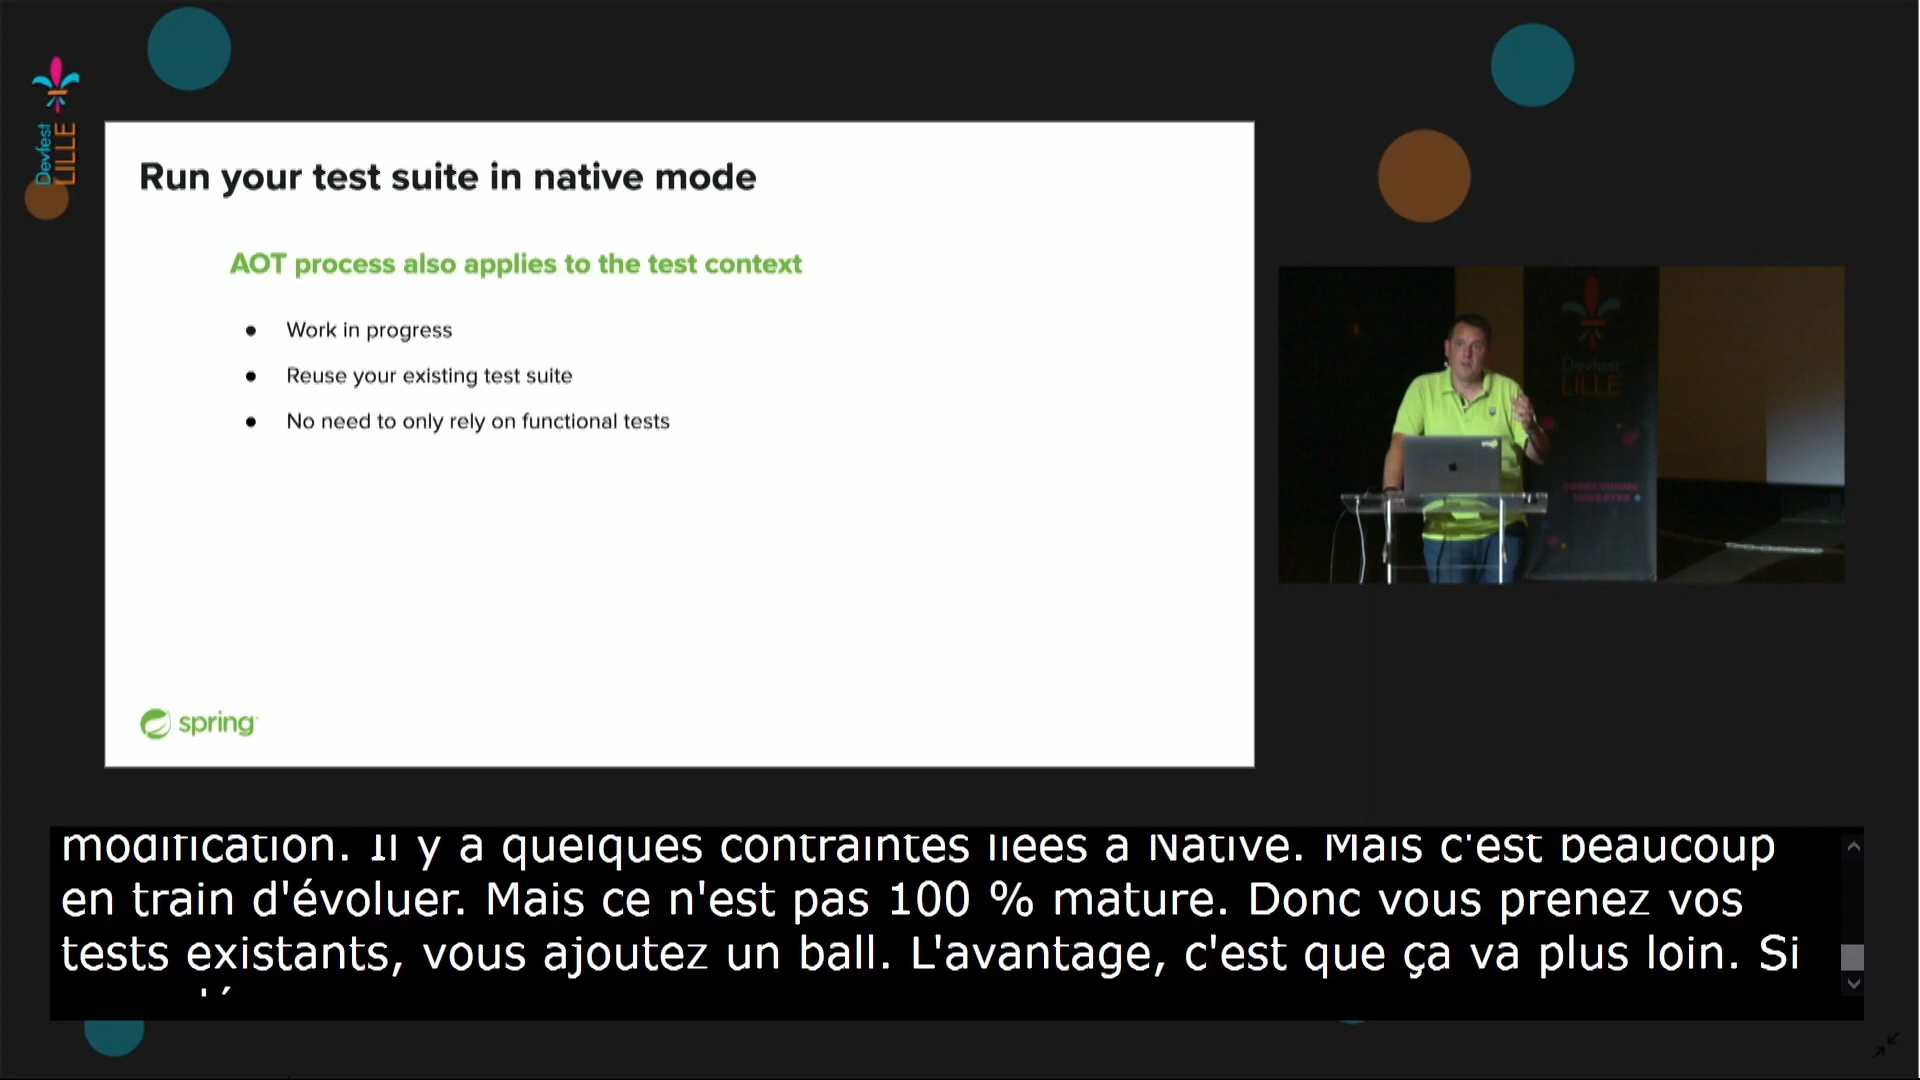 Devfest
LILLE
Run your test suite in native mode
AOT process also applies to the test context
● Work in progress
● Reuse your existing test suite
● No need to only rely on functional tests
spring
Devfest
LILLE
modification. Il y a quelques contraintes liées à Native. Mais c'est beaucoup
en train d'évoluer. Mais ce n'est pas 100 % mature. Donc vous prenez vos
tests existants, vous ajoutez un ball. L'avantage, c'est que ça va plus loin. Si